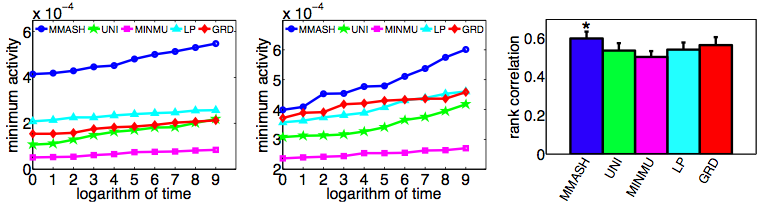 x 10⁻⁴
MMASH UNI MINMU LP GRD
minimum activity
6
4
2
0
0 1 2 3 4 5 6 7 8 9
logarithm of time
x 10⁻⁴
MMASH UNI MINMU LP GRD
minimum activity
6
5
4
3
2
0 1 2 3 4 5 6 7 8 9
logarithm of time
rank correlation
0.6
0.4
0.2
0
*
MMASH
UNI
MINMU
LP
GRD